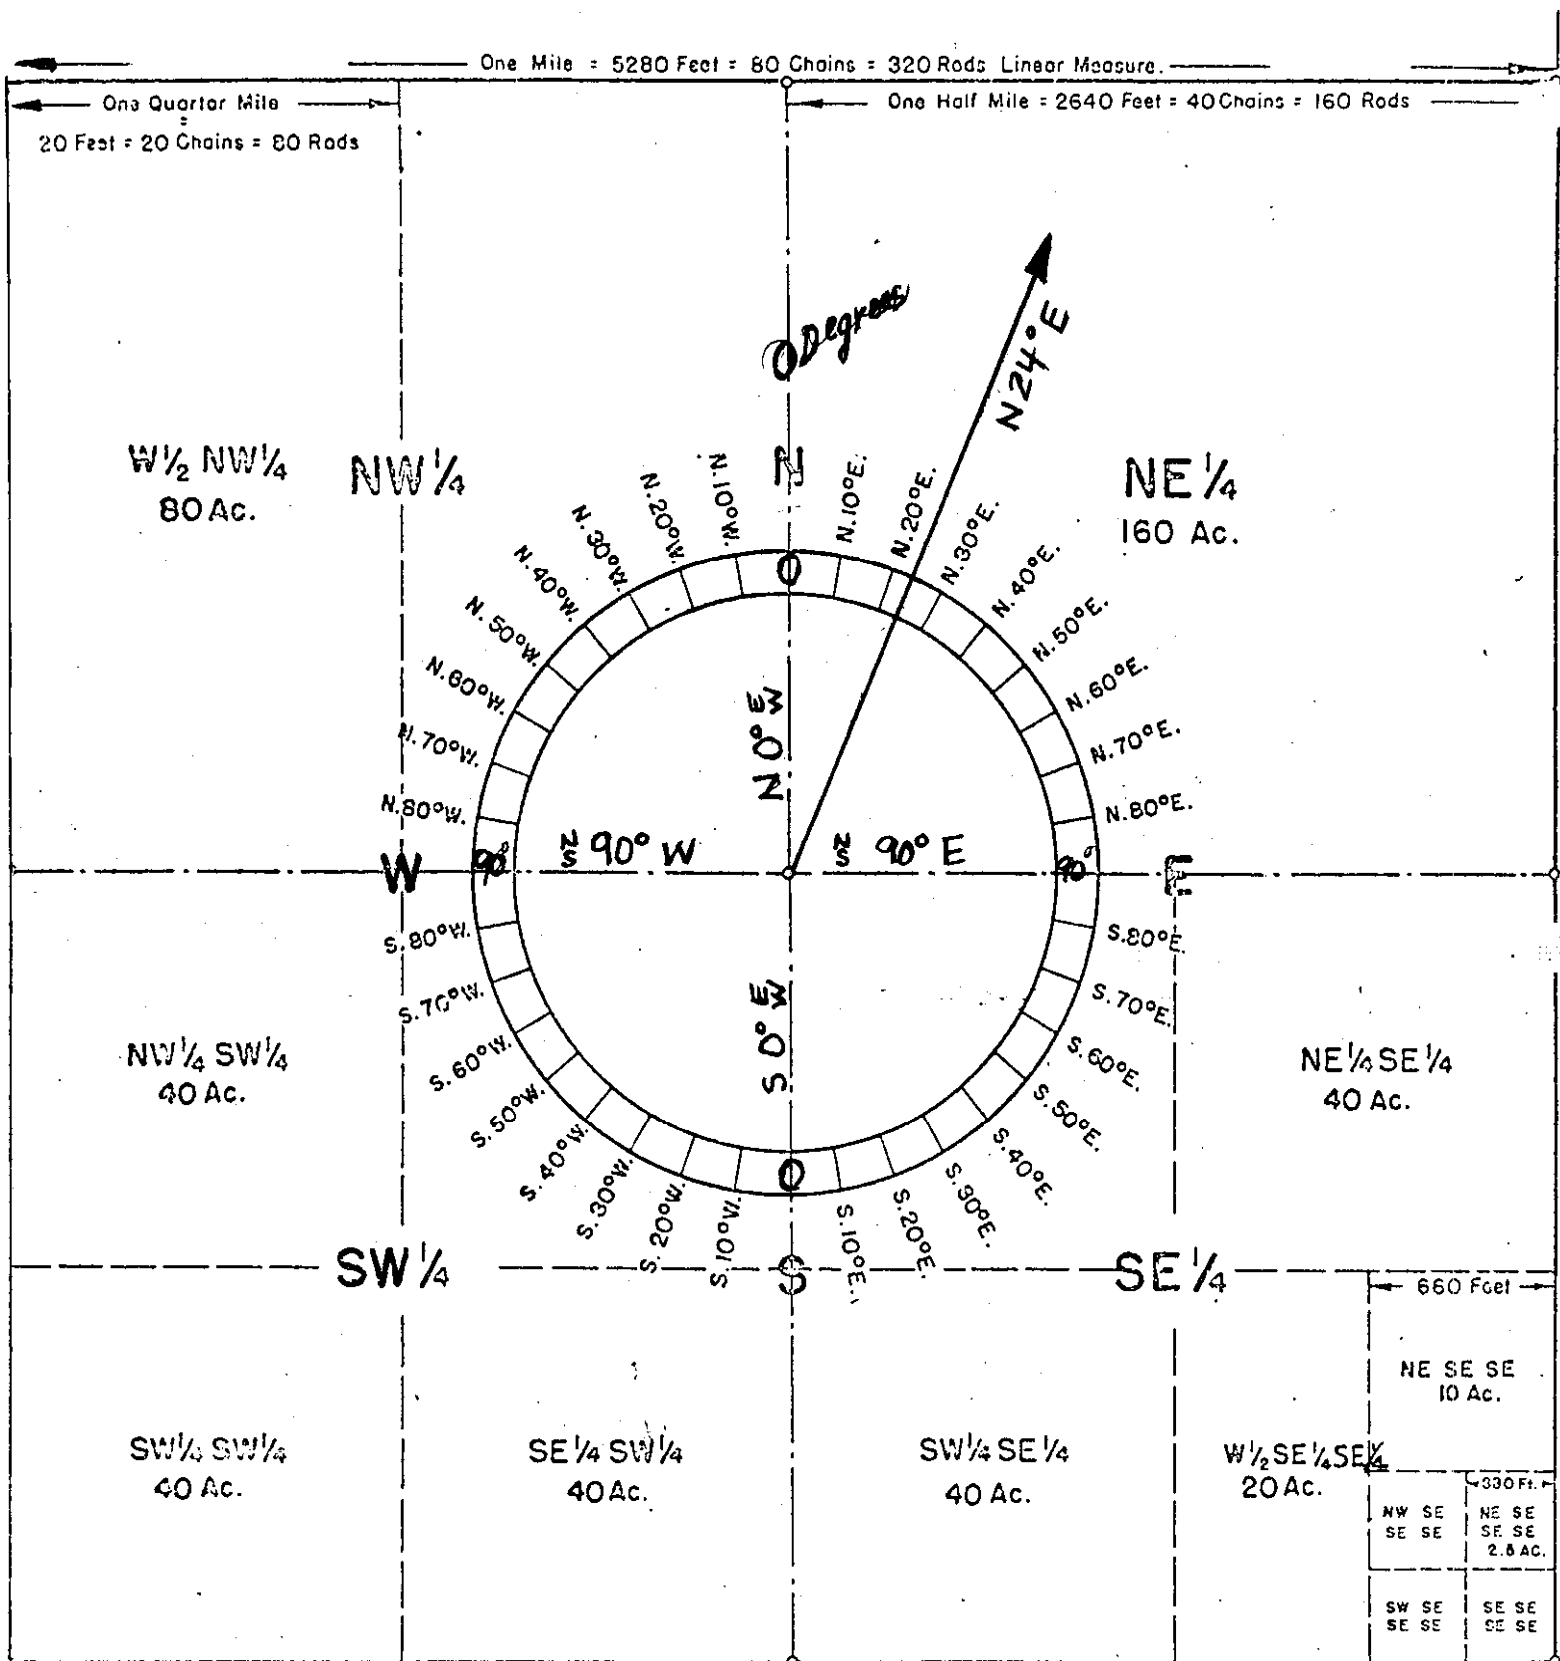 One Mile = 5280 Feet = 80 Chains = 320 Rods Linear Measure.
One Quarter Mile
=
20 Feet = 20 Chains = 80 Rods
One Half Mile = 2640 Feet = 40 Chains = 160 Rods
0 Degrees
N24°E
W½ NW¼
80 Ac.
NW¼
N
NE¼
160 Ac.
N.80°W.
N.70°W.
N.60°W.
N.50°W.
N.40°W.
N.30°W.
N.20°W.
N.10°W.
0
N.10°E.
N.20°E.
N.30°E.
N.40°E.
N.50°E.
N.60°E.
N.70°E.
N.80°E.
N 0° E W
W
90°
N S 90° W
N S 90° E
90°
E
S 0° E W
S.80°W.
S.70°W.
S.60°W.
S.50°W.
S.40°W.
S.30°W.
S.20°W.
S.10°W.
0
S.10°E.
S.20°E.
S.30°E.
S.40°E.
S.50°E.
S.60°E.
S.70°E.
S.80°E.
NW¼ SW¼
40 Ac.
NE¼ SE¼
40 Ac.
SW¼
S
SE¼
660 Feet
NE SE SE
10 Ac.
SW¼ SW¼
40 Ac.
SE¼ SW¼
40 Ac.
SW¼ SE¼
40 Ac.
W½ SE¼ SE¼
20 Ac.
330 Ft.
NW SE
SE SE
NE SE
SE SE
2.5 AC.
SW SE
SE SE
SE SE
SE SE